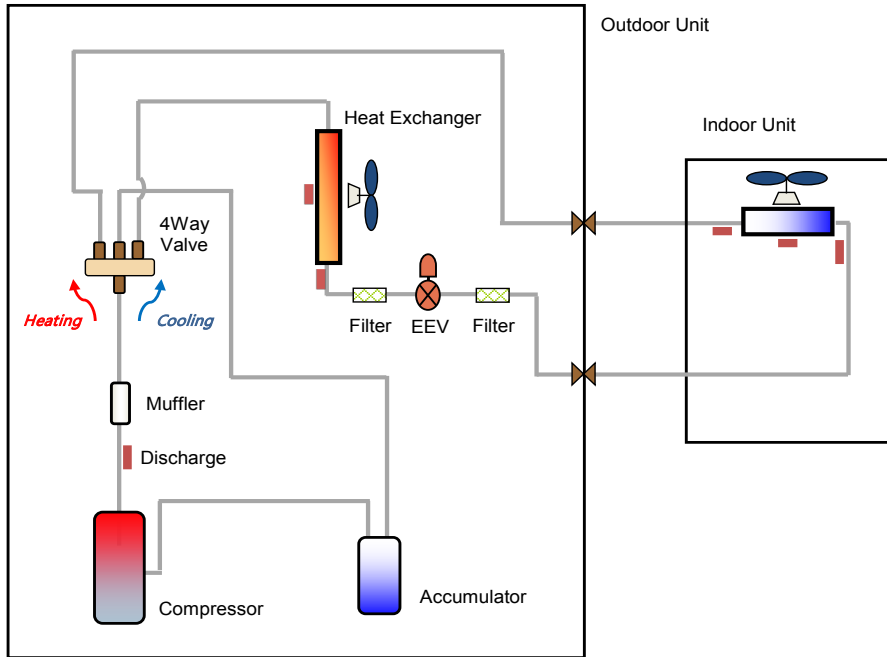 Outdoor Unit
Heat Exchanger
Indoor Unit
4Way
Valve
Heating
Cooling
Filter
EEV
Filter
Muffler
Discharge
Compressor
Accumulator